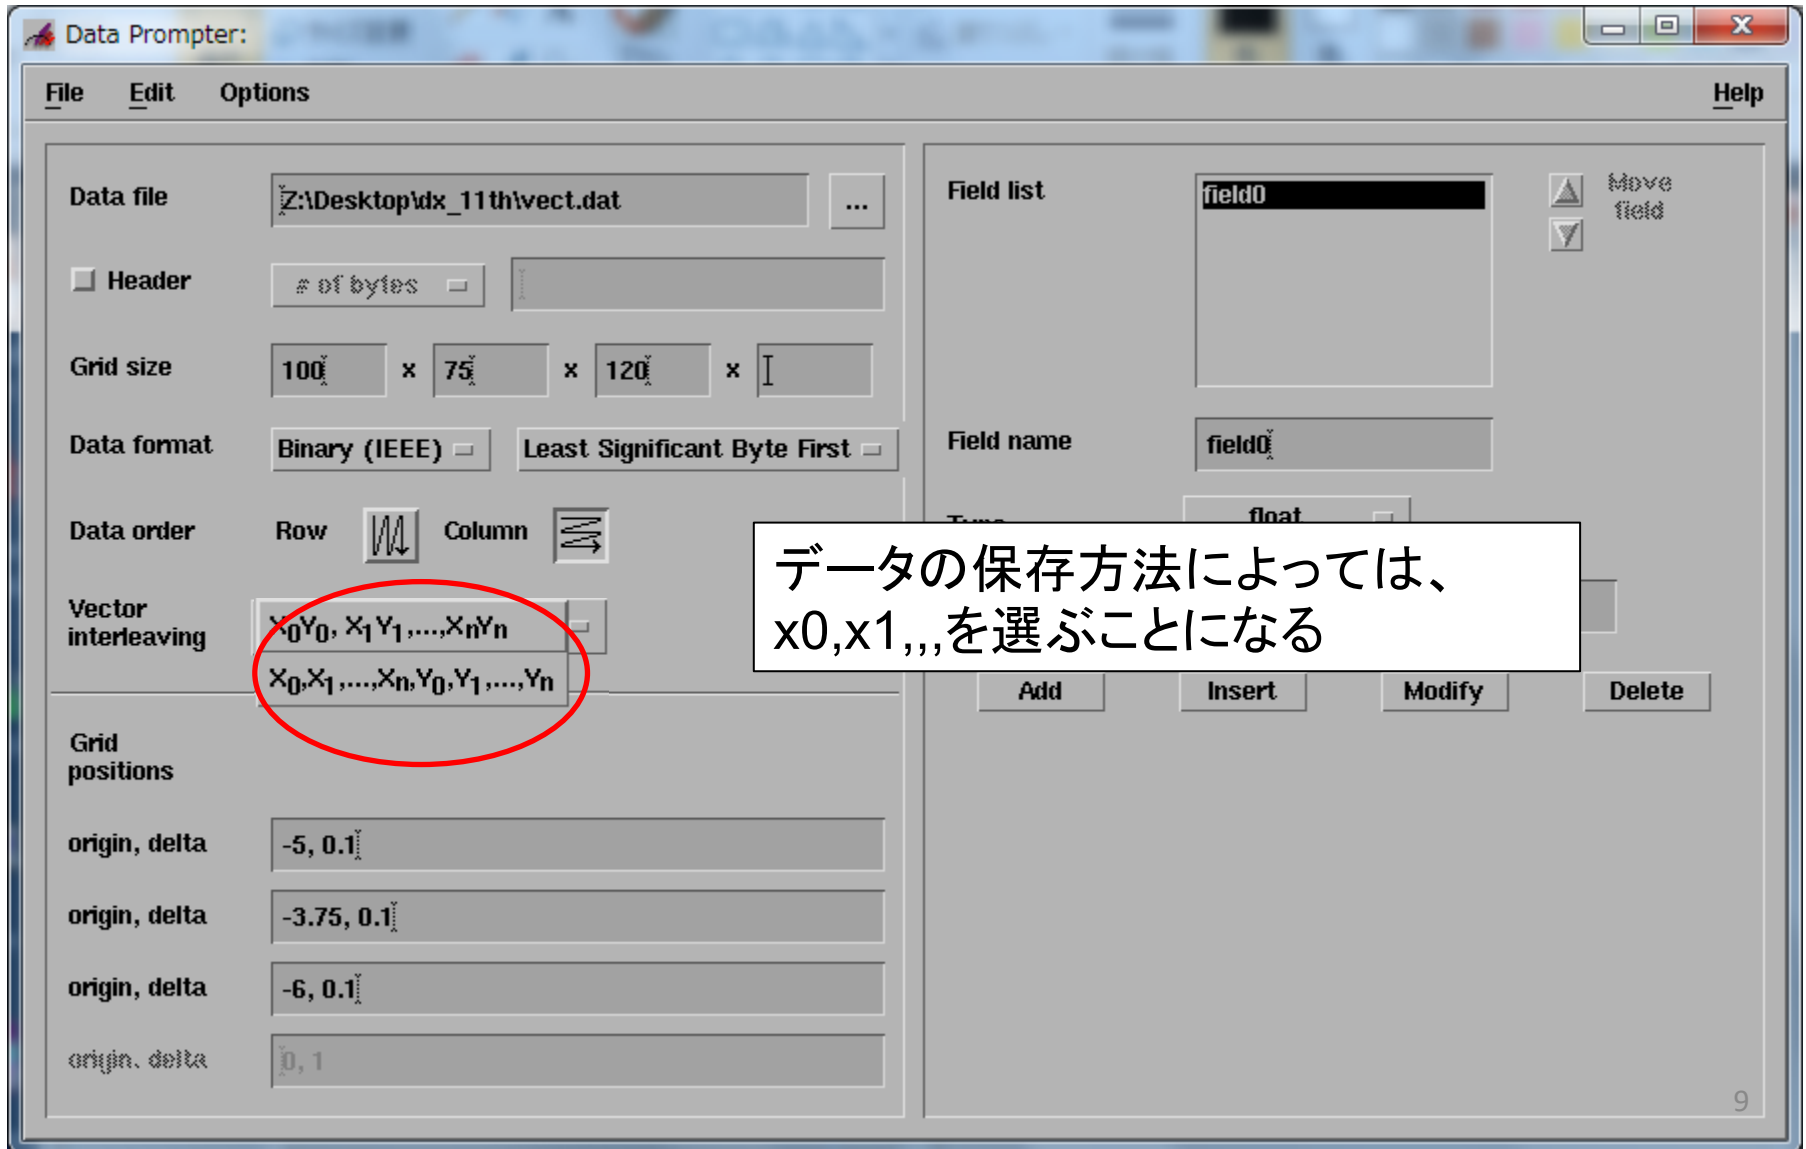 Data Prompter:
File Edit Options Help
Data file Z:\Desktop\dx_11th\vect.dat ...
Header # of bytes
Grid size 100 x 75 x 120 x
Data format Binary (IEEE) Least Significant Byte First
Data order Row Column
Vector
interleaving
X0Y0, X1Y1,...,XnYn
X0,X1,...,Xn,Y0,Y1,...,Yn
Grid
positions
origin, delta -5, 0.1
origin, delta -3.75, 0.1
origin, delta -6, 0.1
origin, delta 0, 1
Field list field0
Move
field
Field name field0
float
データの保存方法によっては、
x0,x1,,,を選ぶことになる
Add Insert Modify Delete
9